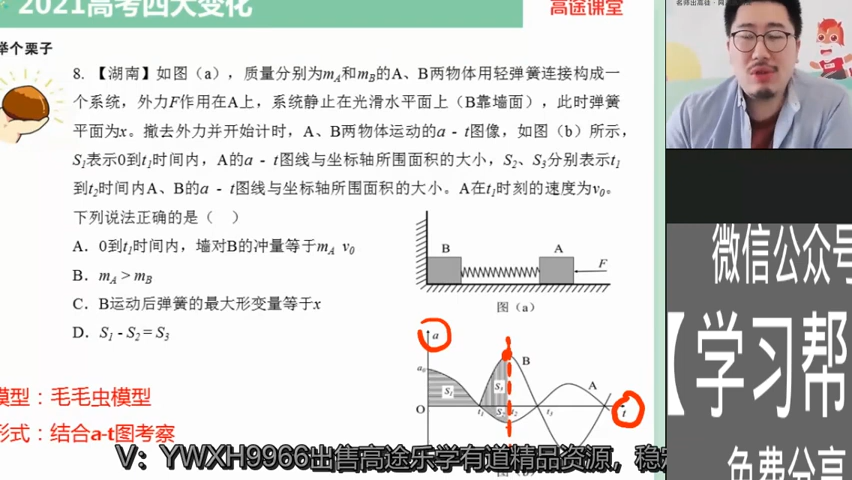 2021高考四大变化
高途课堂
举个栗子
8. 【湖南】如图（a），质量分别为mA和mB的A、B两物体用轻弹簧连接构成一
个系统，外力F作用在A上，系统静止在光滑水平面上（B靠墙面），此时弹簧
平面为x。撤去外力并开始计时，A、B两物体运动的a - t图像，如图（b）所示，
S1表示0到t1时间内，A的a - t图线与坐标轴所围面积的大小，S2、S3分别表示t1
到t2时间内A、B的a - t图线与坐标轴所围面积的大小。A在t1时刻的速度为v0。
下列说法正确的是（ ）
A. 0到t1时间内，墙对B的冲量等于mA v0
B. mA > mB
C. B运动后弹簧的最大形变量等于x
D. S1 - S2 = S3
B
A
F
图（a）
a
a0
B
A
S1
S3
S2
O
t1
t2
t3
t
模型：毛毛虫模型
形式：结合a-t图考察
V：YWXH9966出售高途乐学有道精品资源，稳
微信公众号
【学习帮
免费分享